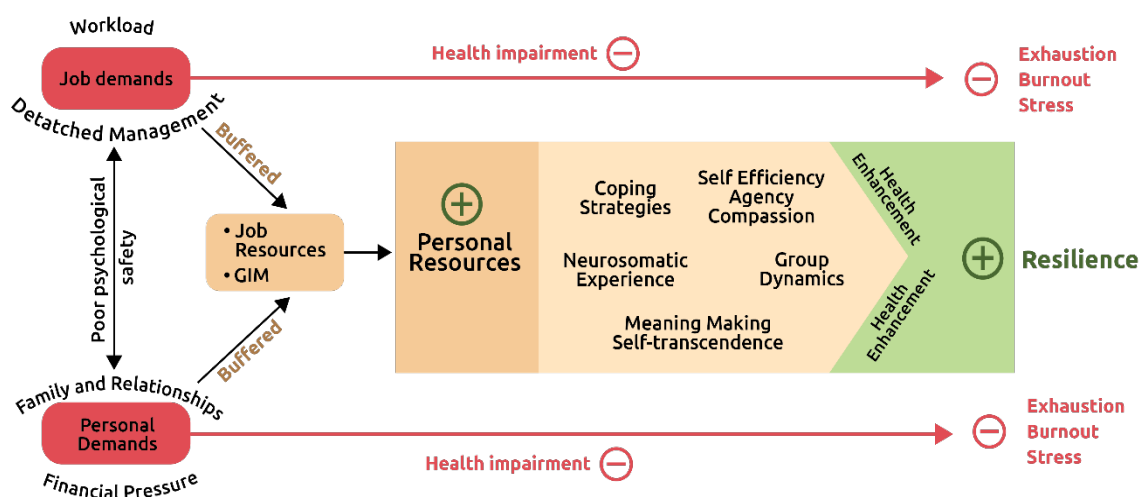 Workload
Job demands
Detatched Management
Health impairment
Exhaustion
Burnout
Stress
Buffered
Poor psychological
safety
• Job
Resources
• GIM
Buffered
Personal
Resources
Coping
Strategies
Self Efficiency
Agency
Compassion
Neurosomatic
Experience
Group
Dynamics
Meaning Making
Self-transcendence
Health
Enhancement
Health
Enhancement
Resilience
Family and Relationships
Personal
Demands
Financial Pressure
Health impairment
Exhaustion
Burnout
Stress